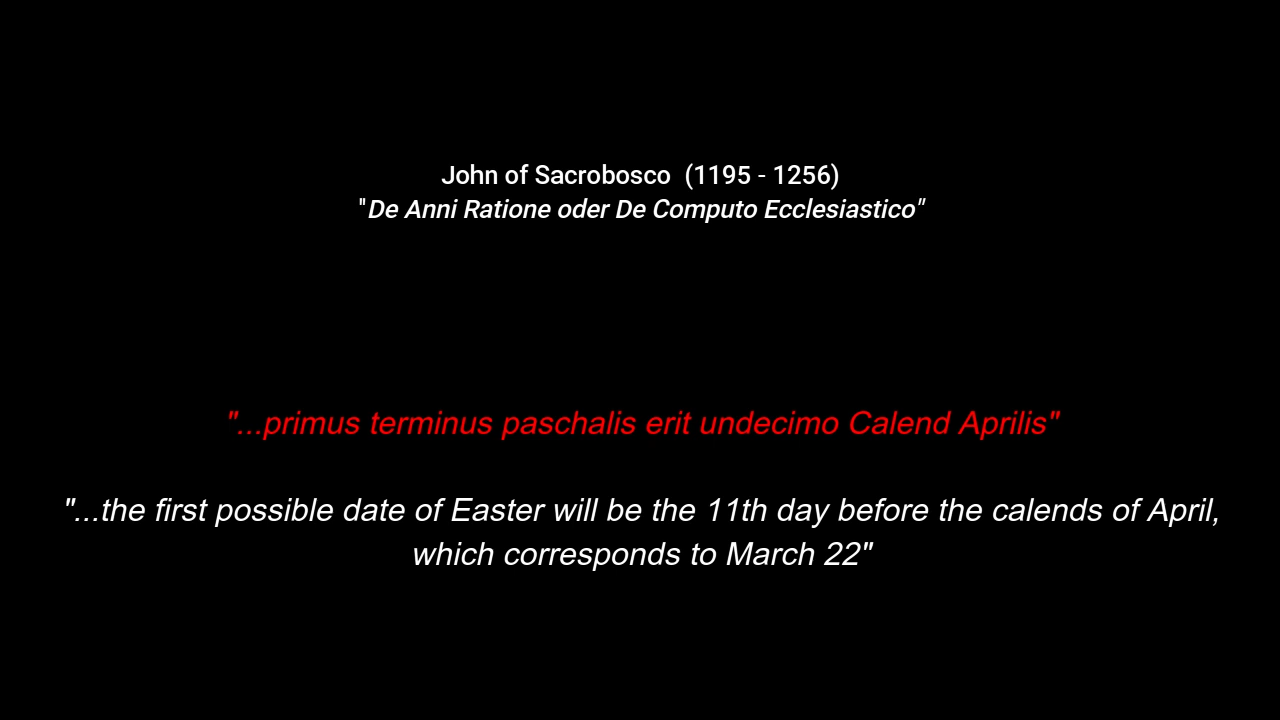 John of Sacrobosco (1195 - 1256)
"De Anni Ratione oder De Computo Ecclesiastico"
"...primus terminus paschalis erit undecimo Calend Aprilis"
"...the first possible date of Easter will be the 11th day before the calends of April,
which corresponds to March 22"